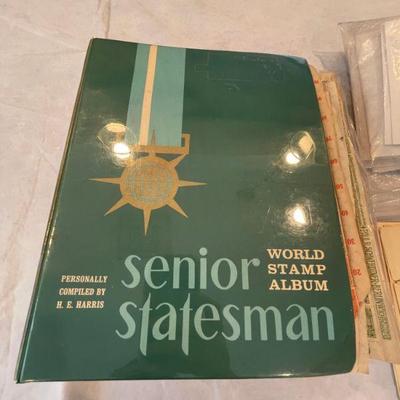 senior
statesman
WORLD
STAMP
ALBUM
PERSONALLY
COMPILED BY
H. E. HARRIS